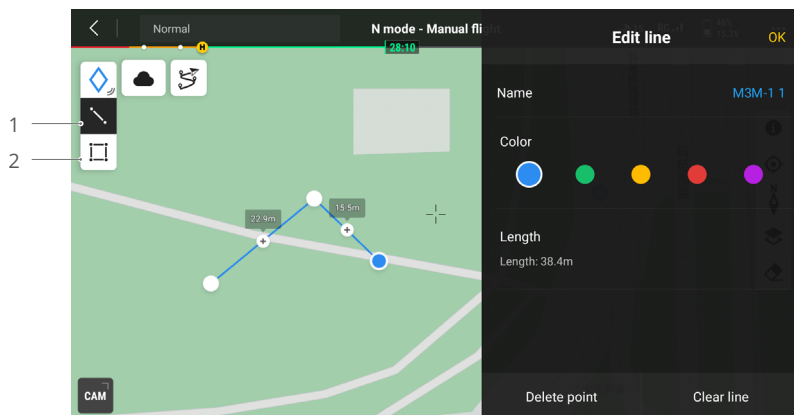 Normal
N mode - Manual fli
28:10
H
1
2
22.9m
15.5m
CAM
Edit line
OK
Name
M3M-1 1
Color
Length
Length: 38.4m
Delete point
Clear line